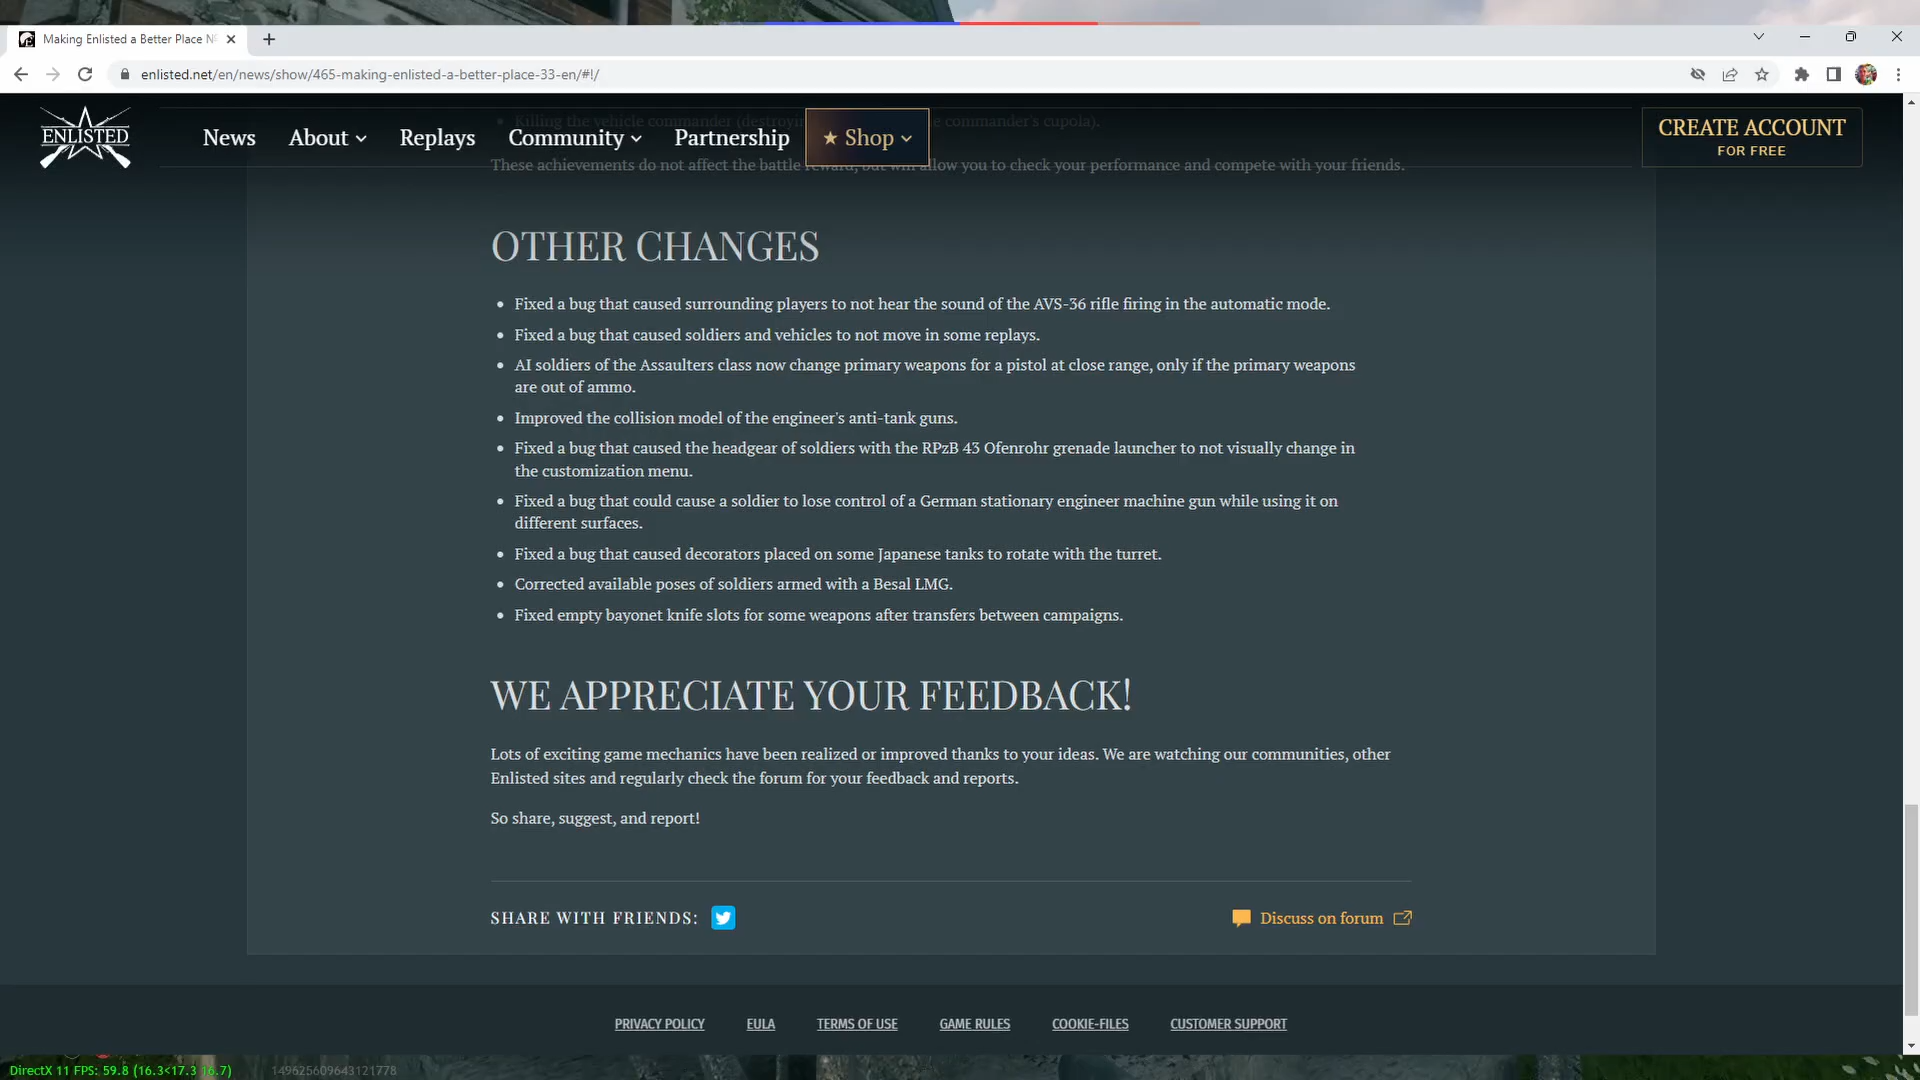 Making Enlisted a Better Place Nº
enlisted.net/en/news/show/465-making-enlisted-a-better-place-33-en/#!/
Killing the vehicle commander (destroying commander's cupola).
ENLISTED
News
About
Replays
Community
Partnership
★ Shop
CREATE ACCOUNT
FOR FREE
These achievements do not affect the battle reward, but will allow you to check your performance and compete with your friends.
OTHER CHANGES
• Fixed a bug that caused surrounding players to not hear the sound of the AVS-36 rifle firing in the automatic mode.
• Fixed a bug that caused soldiers and vehicles to not move in some replays.
• AI soldiers of the Assaulters class now change primary weapons for a pistol at close range, only if the primary weapons
are out of ammo.
• Improved the collision model of the engineer's anti-tank guns.
• Fixed a bug that caused the headgear of soldiers with the RPzB 43 Ofenrohr grenade launcher to not visually change in
the customization menu.
• Fixed a bug that could cause a soldier to lose control of a German stationary engineer machine gun while using it on
different surfaces.
• Fixed a bug that caused decorators placed on some Japanese tanks to rotate with the turret.
• Corrected available poses of soldiers armed with a Besal LMG.
• Fixed empty bayonet knife slots for some weapons after transfers between campaigns.
WE APPRECIATE YOUR FEEDBACK!
Lots of exciting game mechanics have been realized or improved thanks to your ideas. We are watching our communities, other
Enlisted sites and regularly check the forum for your feedback and reports.
So share, suggest, and report!
SHARE WITH FRIENDS:
Discuss on forum
PRIVACY POLICY
EULA
TERMS OF USE
GAME RULES
COOKIE-FILES
CUSTOMER SUPPORT
DirectX 11 FPS: 59.8 (16.3<17.3 16.7)
149625609643121778